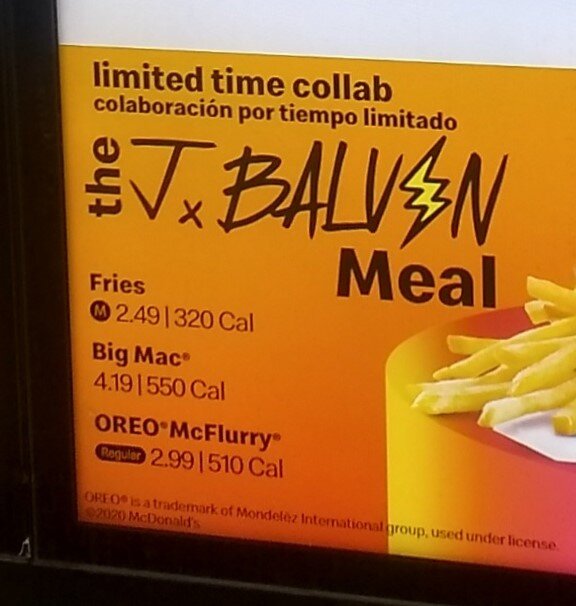 limited time collab
colaboración por tiempo limitado
the J x BALVIN
Meal
Fries
M 2.49 | 320 Cal
Big Mac®
4.19 | 550 Cal
OREO® McFlurry®
Regular 2.99 | 510 Cal
OREO® is a trademark of Mondelēz International group, used under license.
©2020 McDonald's